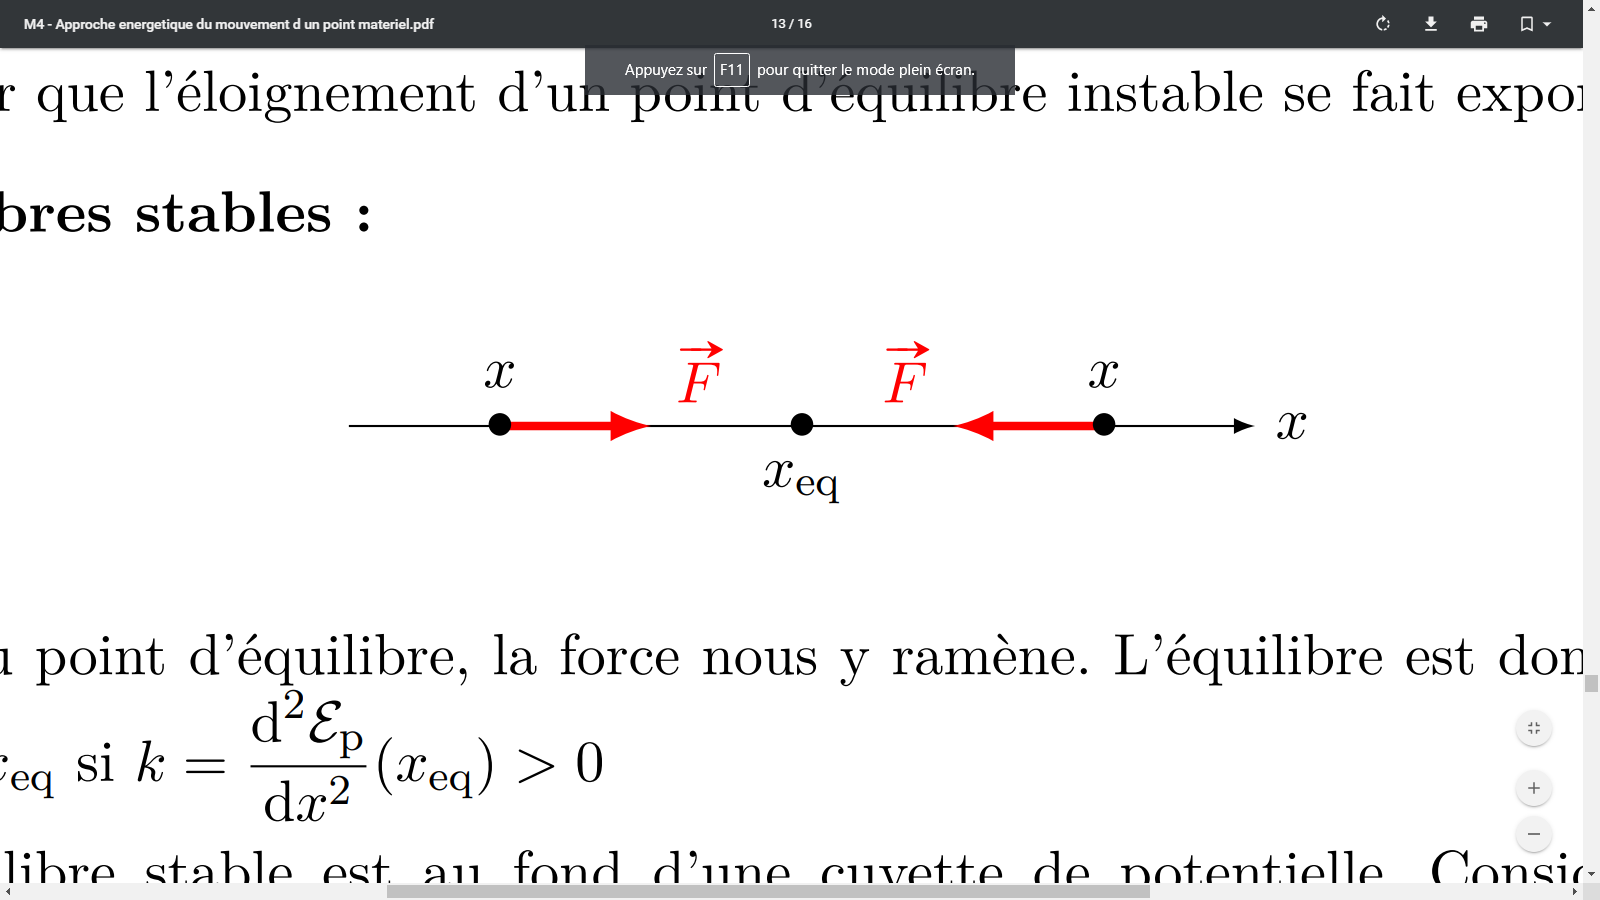 M4 - Approche energetique du mouvement d un point materiel.pdf
13 / 16
Appuyez sur F11 pour quitter le mode plein écran.
r que l'éloignement d'un point d'équilibre instable se fait expo
bres stables :
x F F x
x
x_eq
point d'équilibre, la force nous y ramène. L'équilibre est don
x_eq si k = d²ℰ_p/dx² (x_eq) > 0
libre stable est au fond d'une cuvette de potentielle. Consi